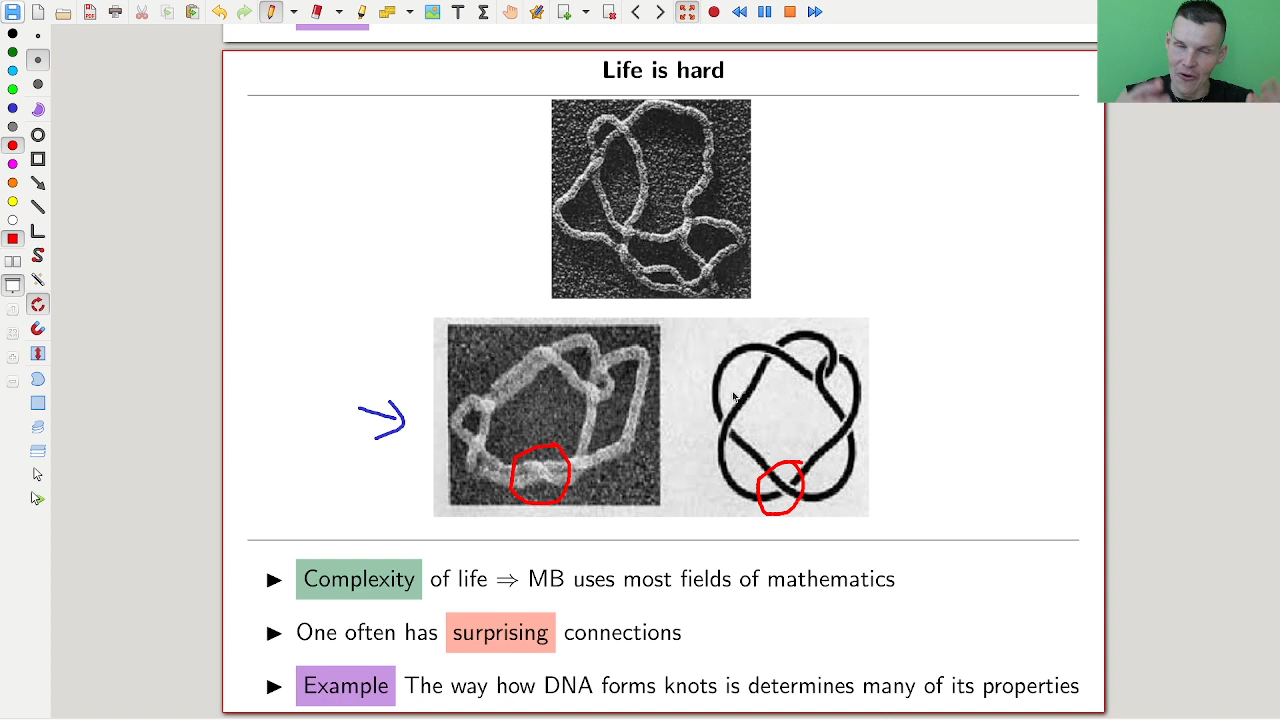 Life is hard
▶ Complexity of life ⇒ MB uses most fields of mathematics
▶ One often has surprising connections
▶ Example The way how DNA forms knots is determines many of its properties